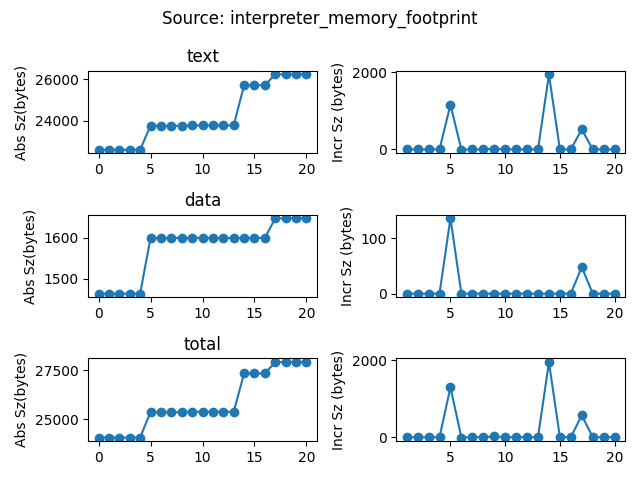 Source: interpreter_memory_footprint
text
Abs Sz(bytes)
26000
24000
0 5 10 15 20
Incr Sz (bytes)
2000
0
5 10 15 20
data
Abs Sz(bytes)
1600
1500
0 5 10 15 20
Incr Sz (bytes)
100
0
5 10 15 20
total
Abs Sz(bytes)
27500
25000
0 5 10 15 20
Incr Sz (bytes)
2000
0
5 10 15 20